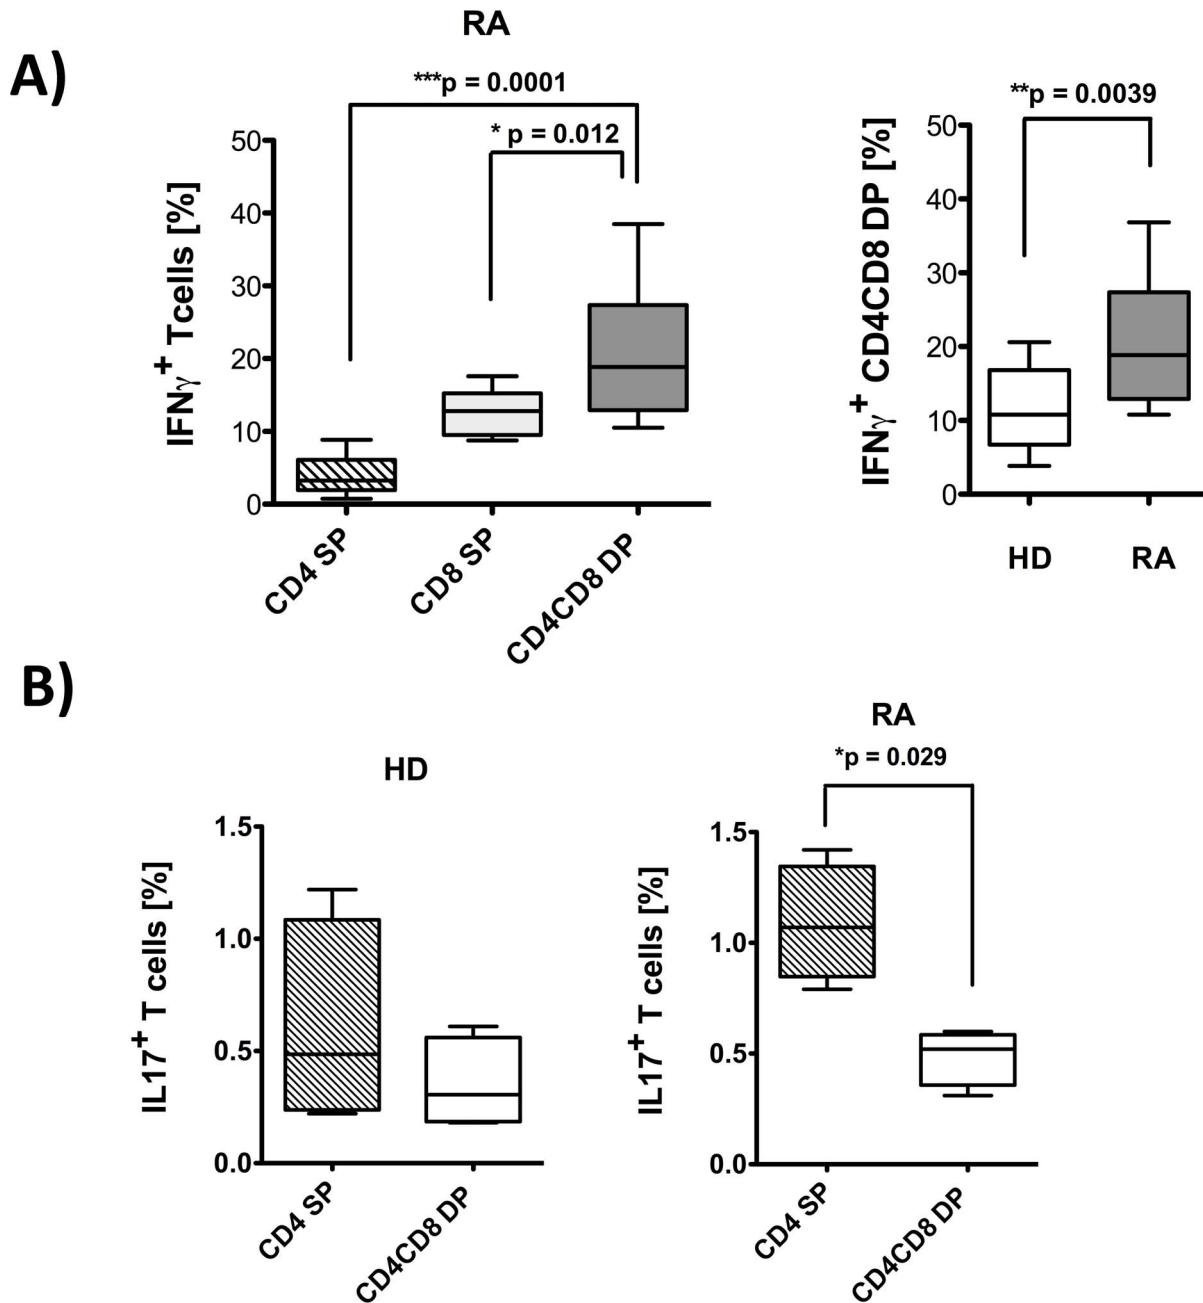 A)
RA
***p = 0.0001
* p = 0.012
IFNγ+ Tcells [%]
50
40
30
20
10
0
CD4 SP
CD8 SP
CD4CD8 DP
**p = 0.0039
IFNγ+ CD4CD8 DP [%]
50
40
30
20
10
0
HD
RA
B)
HD
IL17+ T cells [%]
1.5
1.0
0.5
0.0
CD4 SP
CD4CD8 DP
RA
*p = 0.029
IL17+ T cells [%]
1.5
1.0
0.5
0.0
CD4 SP
CD4CD8 DP